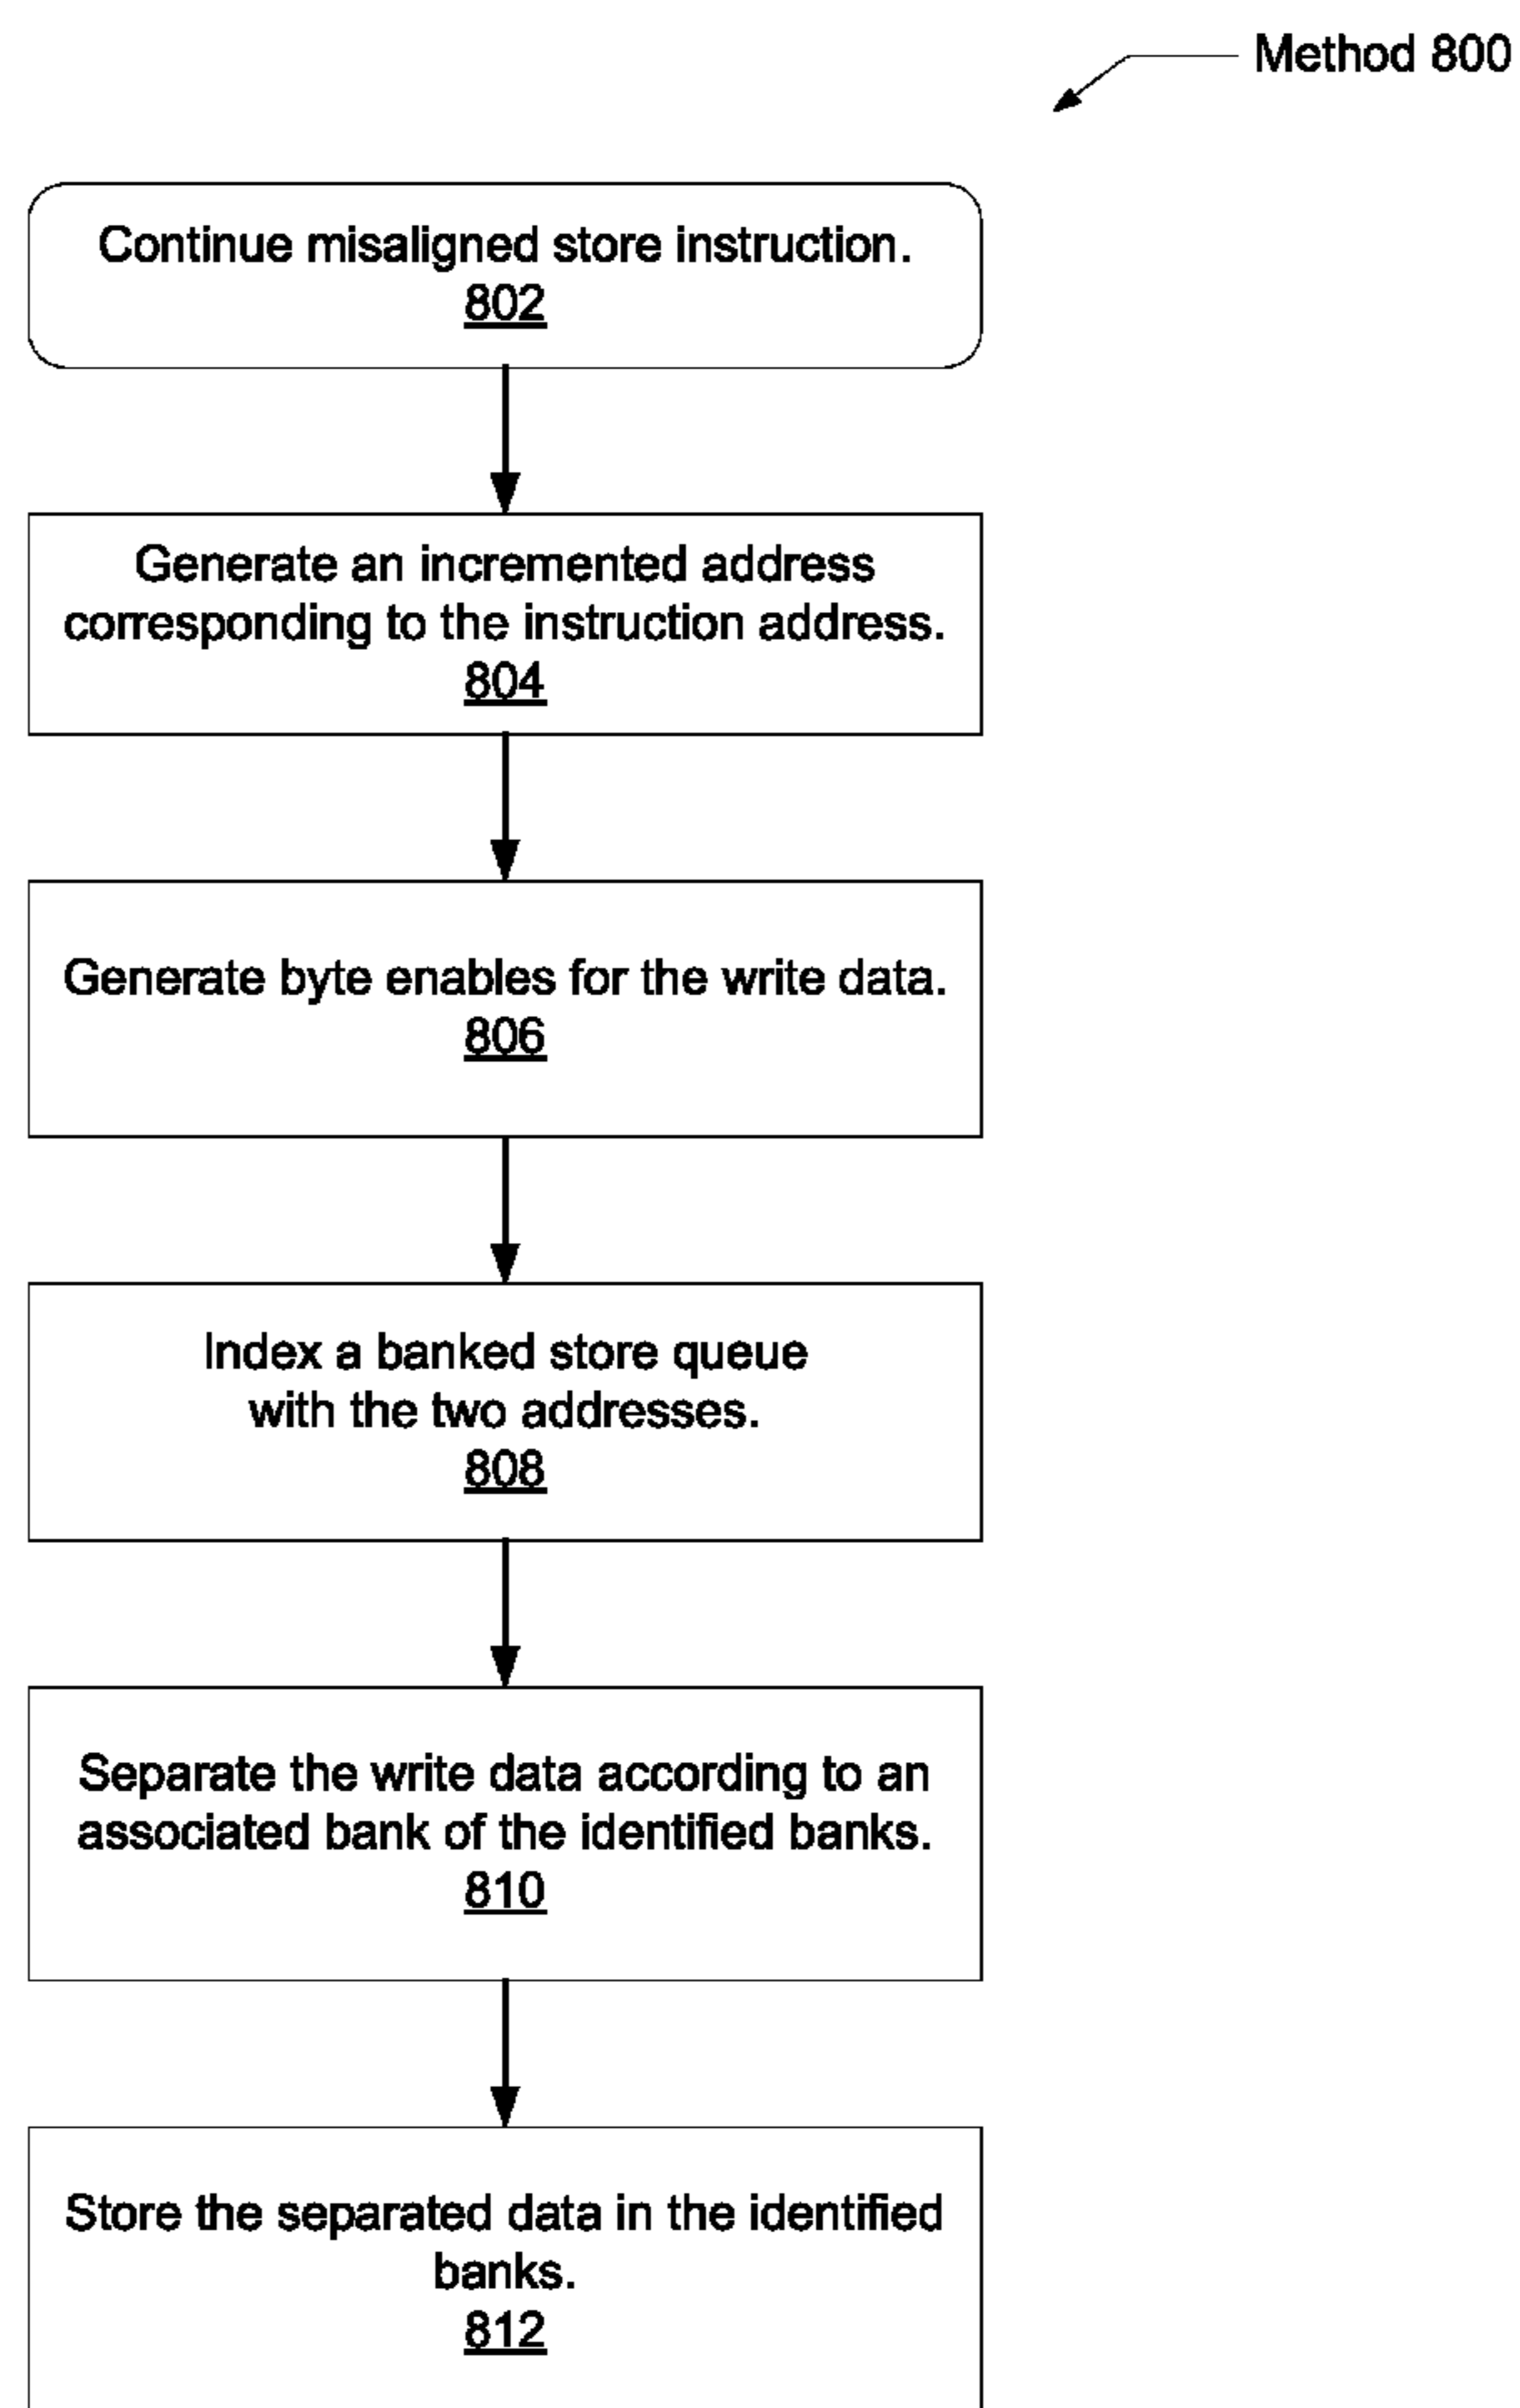 Method 800
Continue misaligned store instruction.
802
Generate an incremented address
corresponding to the instruction address.
804
Generate byte enables for the write data.
806
Index a banked store queue
with the two addresses.
808
Separate the write data according to an
associated bank of the identified banks.
810
Store the separated data in the identified
banks.
812